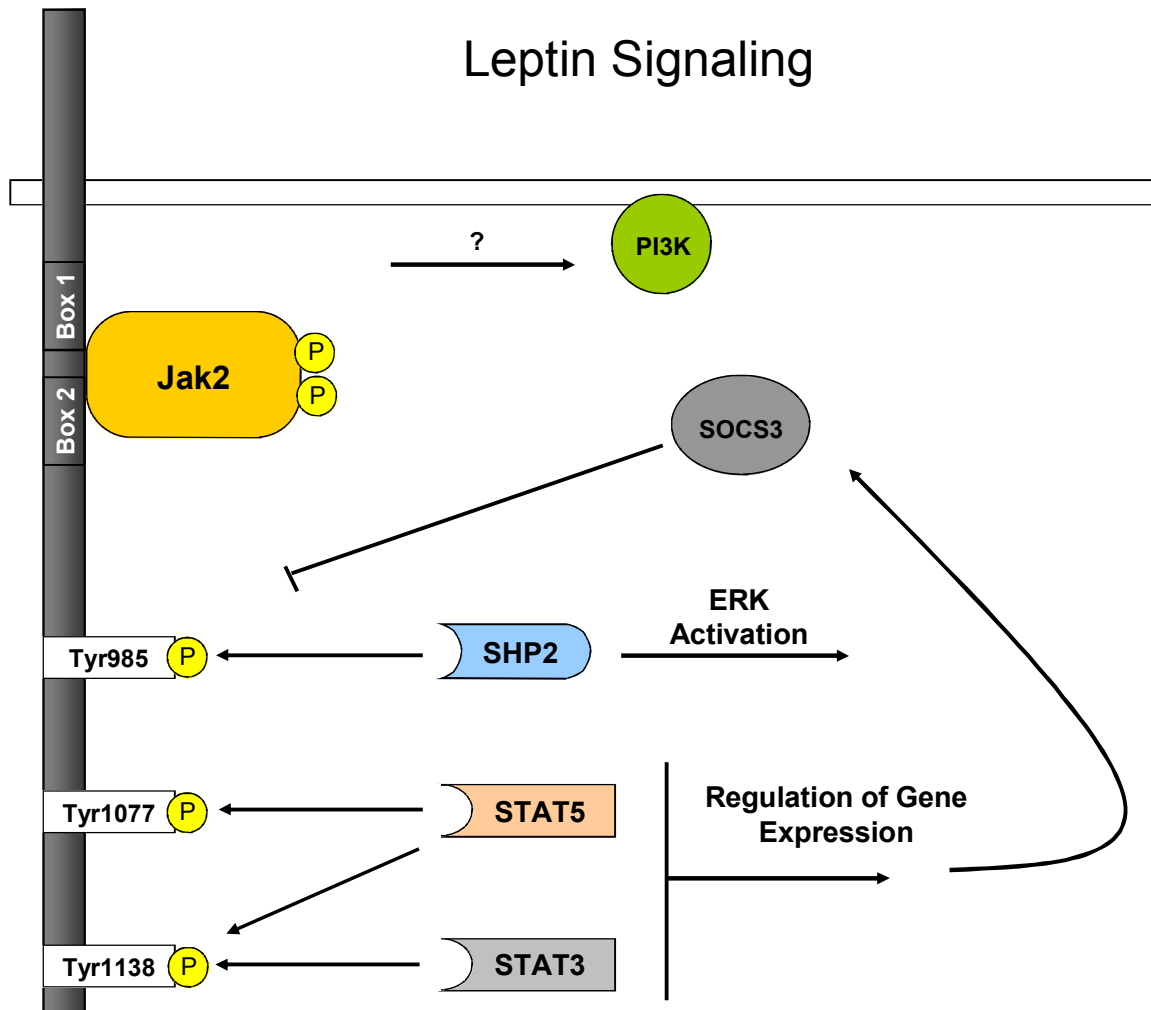 Leptin Signaling
?
PI3K
Box 1
Box 2
Jak2
P
P
SOCS3
ERK
Activation
Tyr985
P
SHP2
Tyr1077
P
STAT5
Regulation of Gene
Expression
Tyr1138
P
STAT3